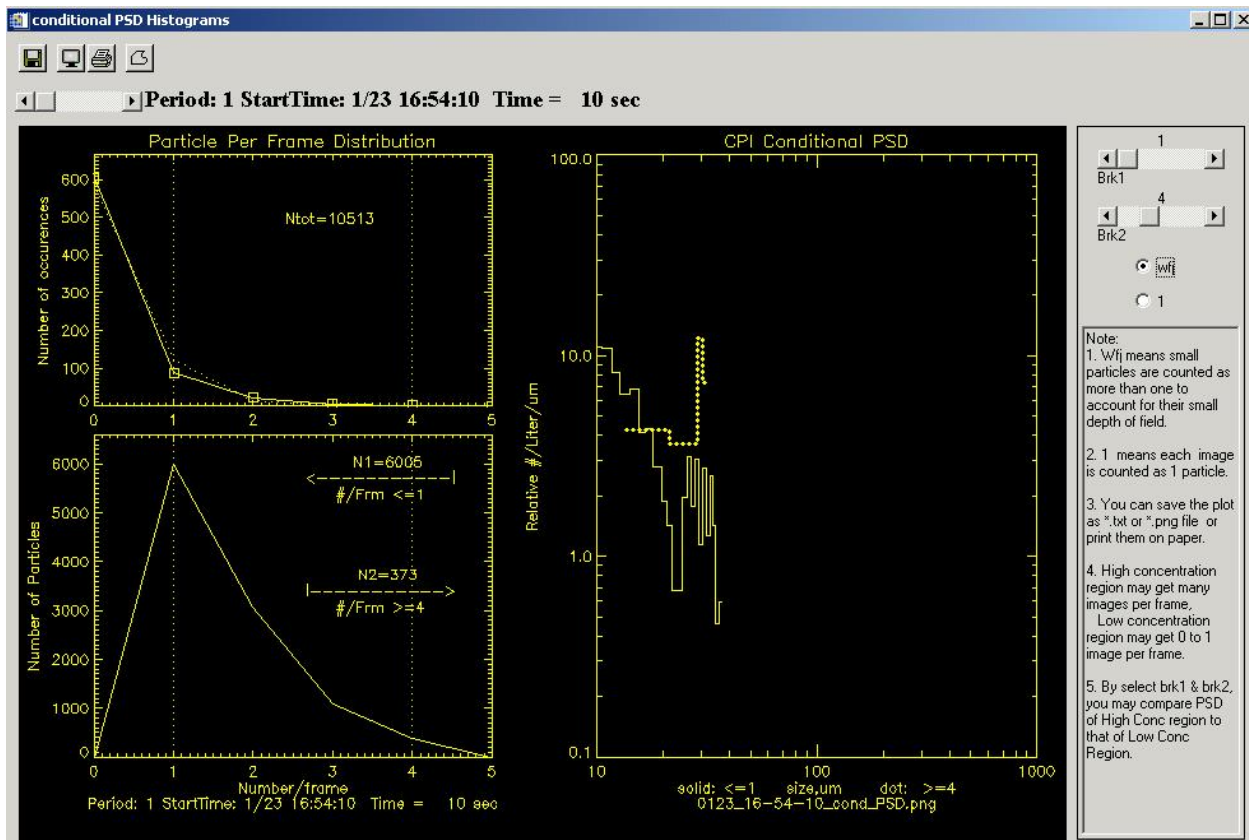 conditional PSD Histograms
Period: 1 StartTime: 1/23 16:54:10 Time = 10 sec
Particle Per Frame Distribution
Number of occurences
600
500
400
300
200
100
0
Ntot=10513
0 1 2 3 4 5
Number of Particles
6000
5000
4000
3000
2000
1000
0
N1=6005
#/Frm <=1
N2=373
#/Frm >=4
0 1 2 3 4 5
Number/frame
Period: 1 StartTime: 1/23 16:54:10 Time = 10 sec
CPI Conditional PSD
Relative #/Liter/um
100.0
10.0
1.0
0.1
10 100 1000
solid: <=1 size,um dot: >=4
0123_16-54-10_cond_PSD.png
1
Brk1
4
Brk2
wfj
1
Note:
1. Wfj means small
particles are counted as
more than one to
account for their small
depth of field.
2. 1 means each image
is counted as 1 particle.
3. You can save the plot
as *.txt or *.png file or
print them on paper.
4. High concentration
region may get many
images per frame,
Low concentration
region may get 0 to 1
image per frame.
5. By select brk1 & brk2,
you may compare PSD
of High Conc region to
that of Low Conc
Region.